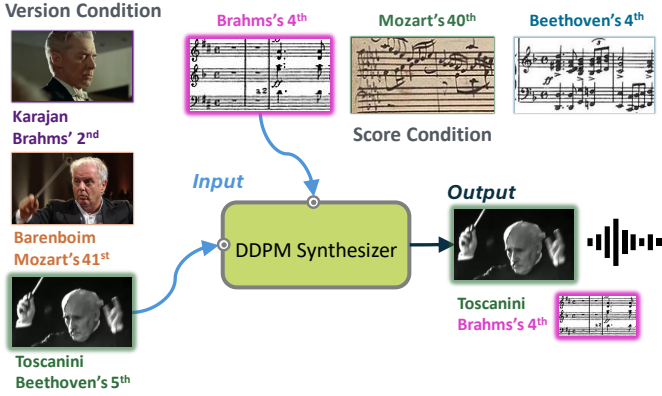 Version Condition
Brahms's 4th
Mozart's 40th
Beethoven's 4th
Karajan
Brahms' 2nd
Score Condition
Input
Output
Barenboim
Mozart's 41st
DDPM Synthesizer
Toscanini
Beethoven's 5th
Toscanini
Brahms's 4th